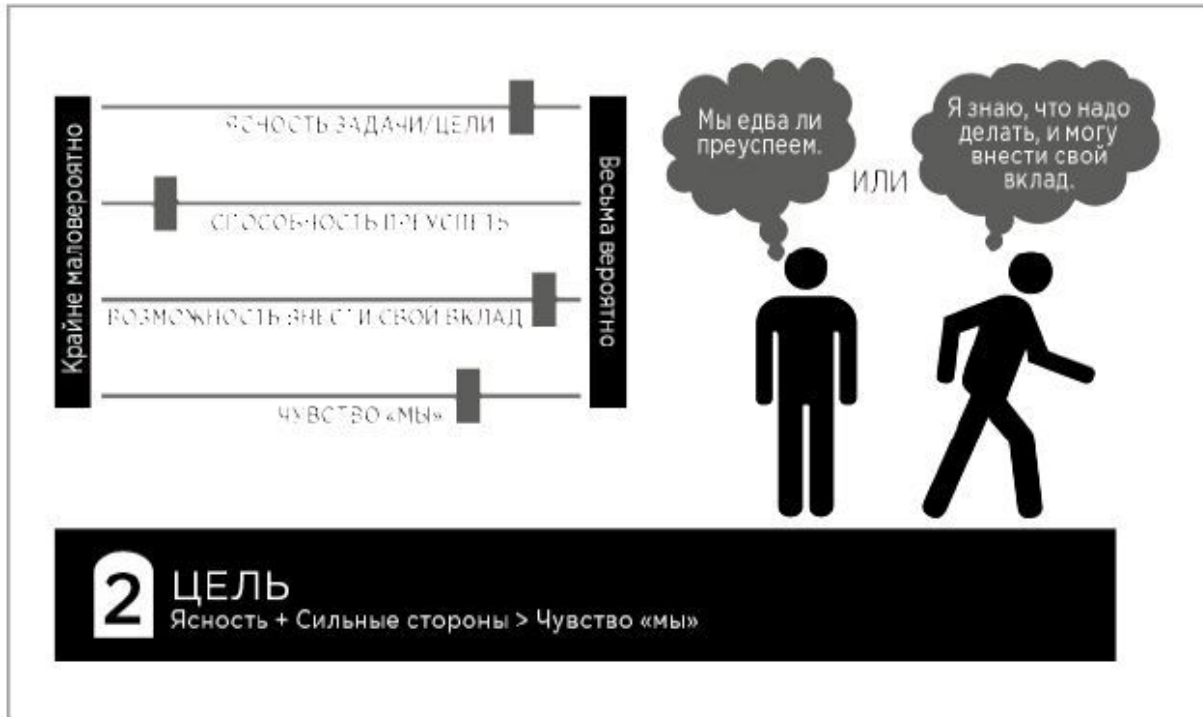 Крайне маловероятно
ЯСНОСТЬ ЗАДАЧИ/ЦЕЛИ
СПОСОБНОСТЬ ПРЕУСПЕТЬ
ВОЗМОЖНОСТЬ ВНЕСТИ СВОЙ ВКЛАД
ЧУВСТВО «МЫ»
Весьма вероятно
Мы едва ли
преуспеем.
ИЛИ
Я знаю, что надо
делать, и могу
внести свой
вклад.
2
ЦЕЛЬ
Ясность + Сильные стороны > Чувство «мы»